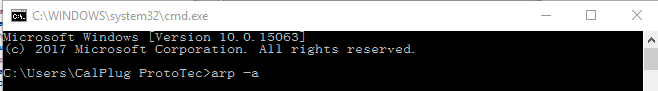 C:\WINDOWS\system32\cmd.exe
Microsoft Windows [Version 10.0.15063]
(c) 2017 Microsoft Corporation. All rights reserved.
C:\Users\CalPlug ProtoTec>arp -a